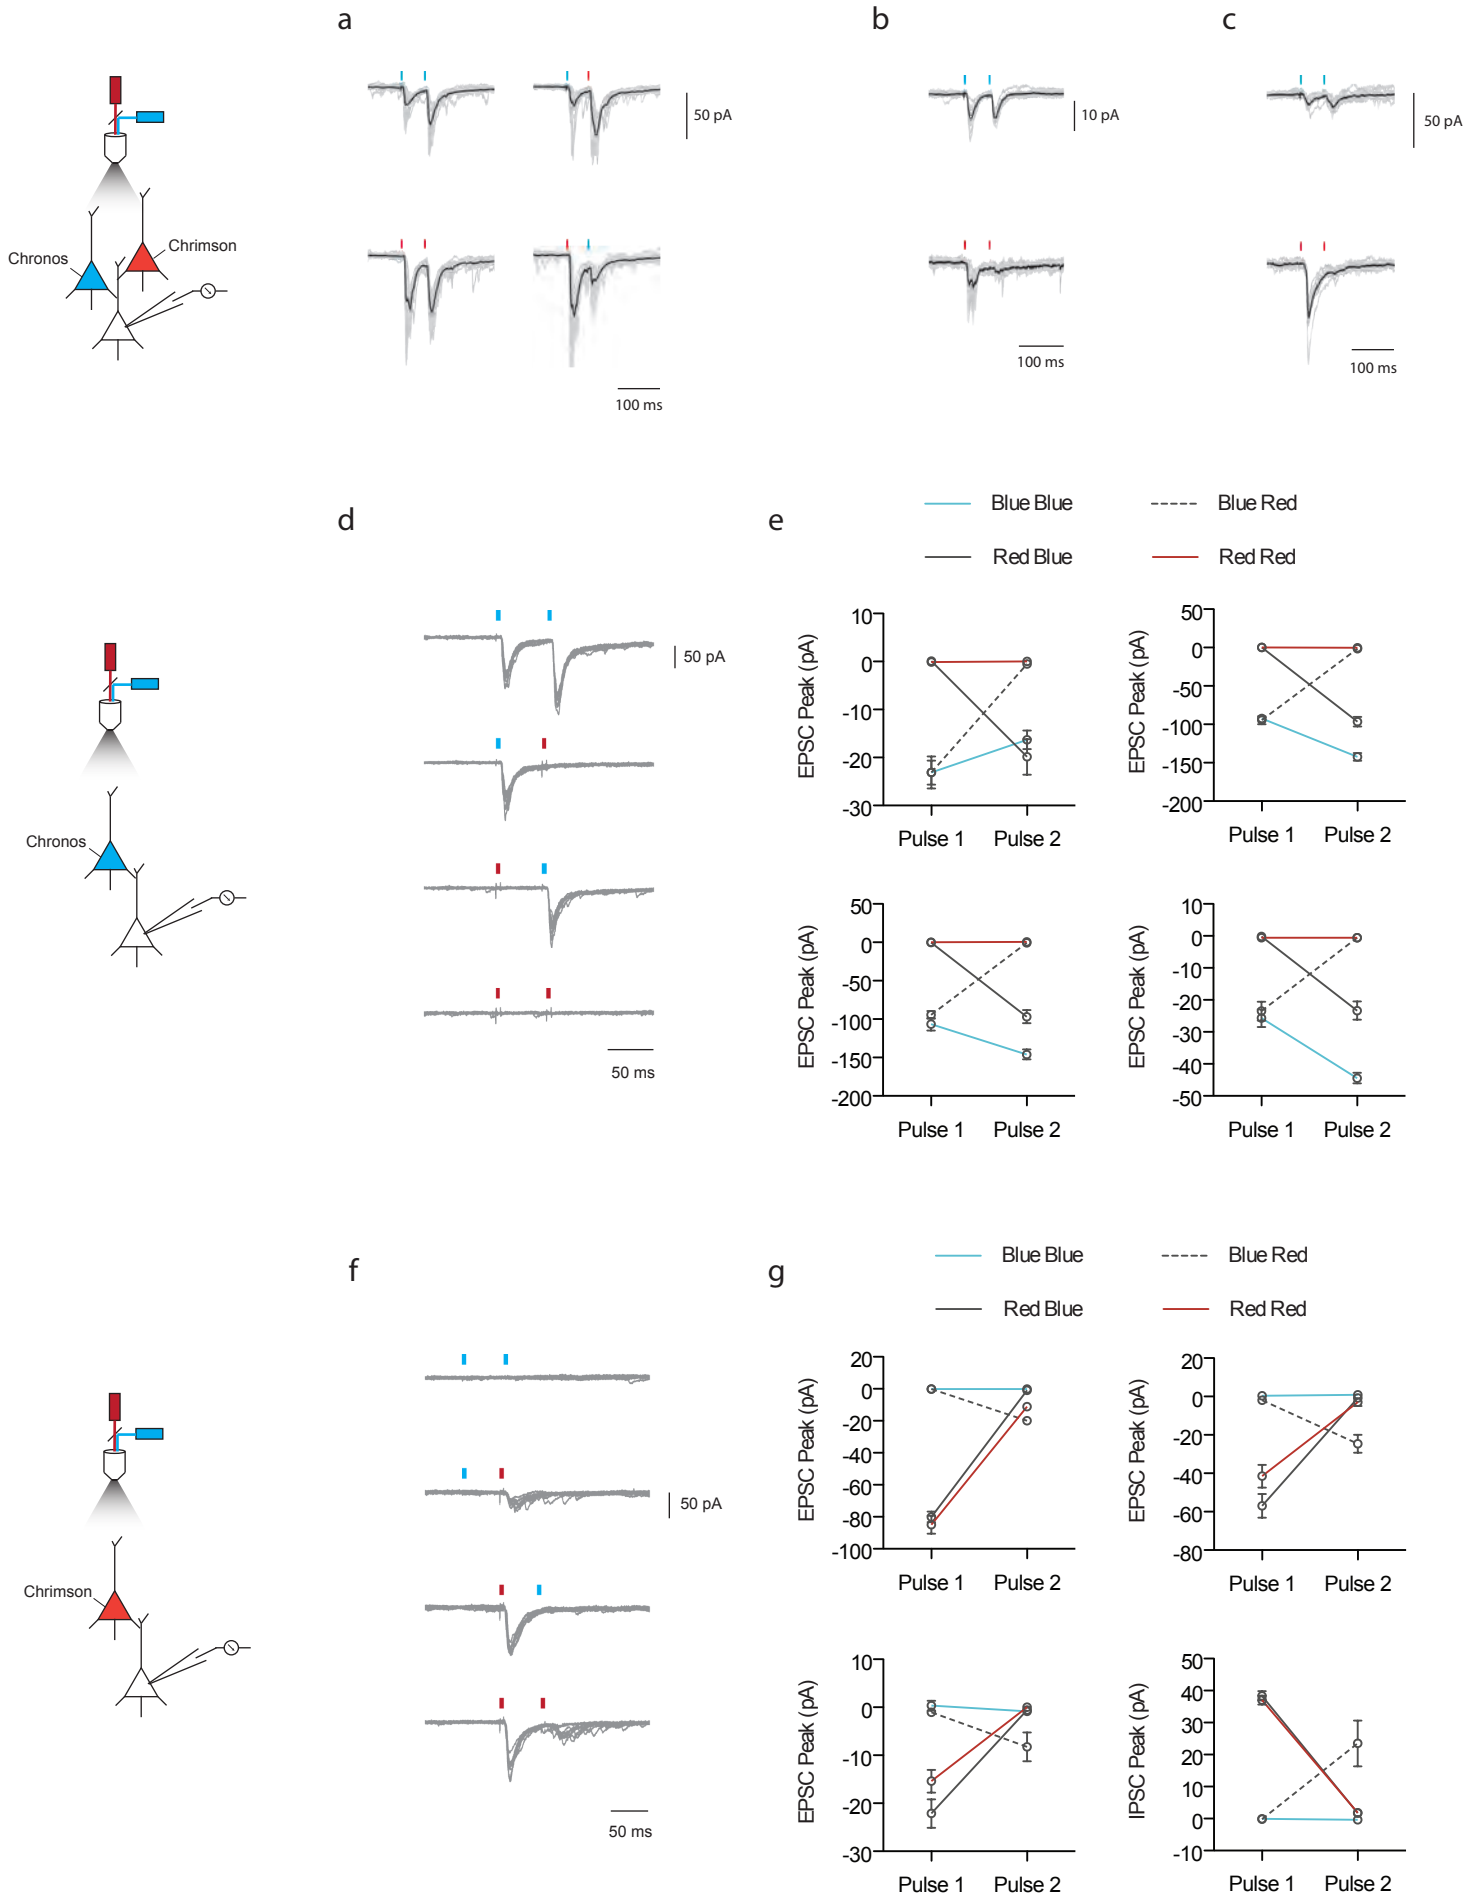 a
b
c
50 pA
10 pA
50 pA
Chronos
Chrimson
100 ms
100 ms
100 ms
d
e
Blue Blue
Blue Red
Red Blue
Red Red
50 pA
Chronos
50 ms
EPSC Peak (pA)
10
0
-10
-20
-30
Pulse 1
Pulse 2
EPSC Peak (pA)
50
0
-50
-100
-150
-200
Pulse 1
Pulse 2
EPSC Peak (pA)
50
0
-50
-100
-150
-200
Pulse 1
Pulse 2
EPSC Peak (pA)
10
0
-10
-20
-30
-40
-50
Pulse 1
Pulse 2
f
g
Blue Blue
Blue Red
Red Blue
Red Red
50 pA
Chrimson
50 ms
EPSC Peak (pA)
20
0
-20
-40
-60
-80
-100
Pulse 1
Pulse 2
EPSC Peak (pA)
20
0
-20
-40
-60
-80
Pulse 1
Pulse 2
EPSC Peak (pA)
10
0
-10
-20
-30
Pulse 1
Pulse 2
IPSC Peak (pA)
50
40
30
20
10
0
-10
Pulse 1
Pulse 2